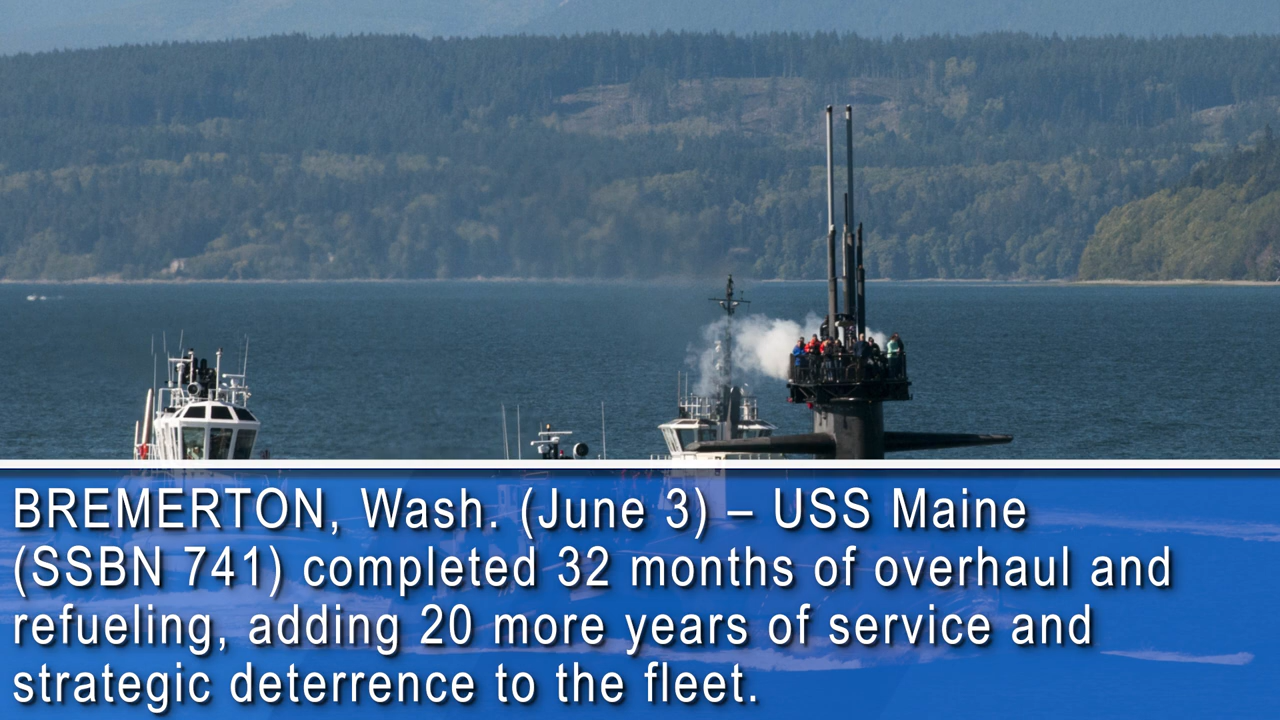 BREMERTON, Wash. (June 3) – USS Maine
(SSBN 741) completed 32 months of overhaul and
refueling, adding 20 more years of service and
strategic deterrence to the fleet.